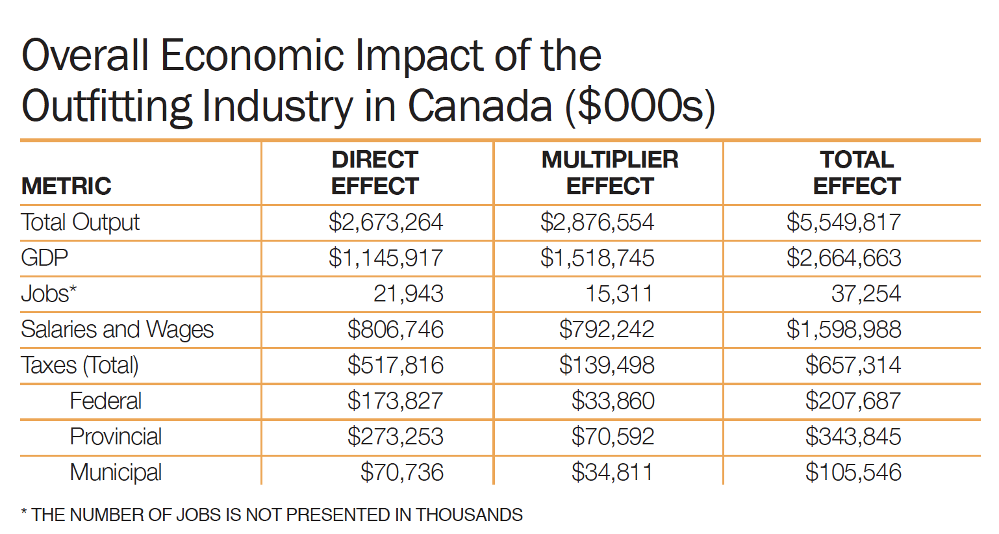 Overall Economic Impact of the
Outfitting Industry in Canada ($000s)
METRIC DIRECT EFFECT MULTIPLIER EFFECT TOTAL EFFECT
Total Output $2,673,264 $2,876,554 $5,549,817
GDP $1,145,917 $1,518,745 $2,664,663
Jobs* 21,943 15,311 37,254
Salaries and Wages $806,746 $792,242 $1,598,988
Taxes (Total) $517,816 $139,498 $657,314
Federal $173,827 $33,860 $207,687
Provincial $273,253 $70,592 $343,845
Municipal $70,736 $34,811 $105,546
* THE NUMBER OF JOBS IS NOT PRESENTED IN THOUSANDS